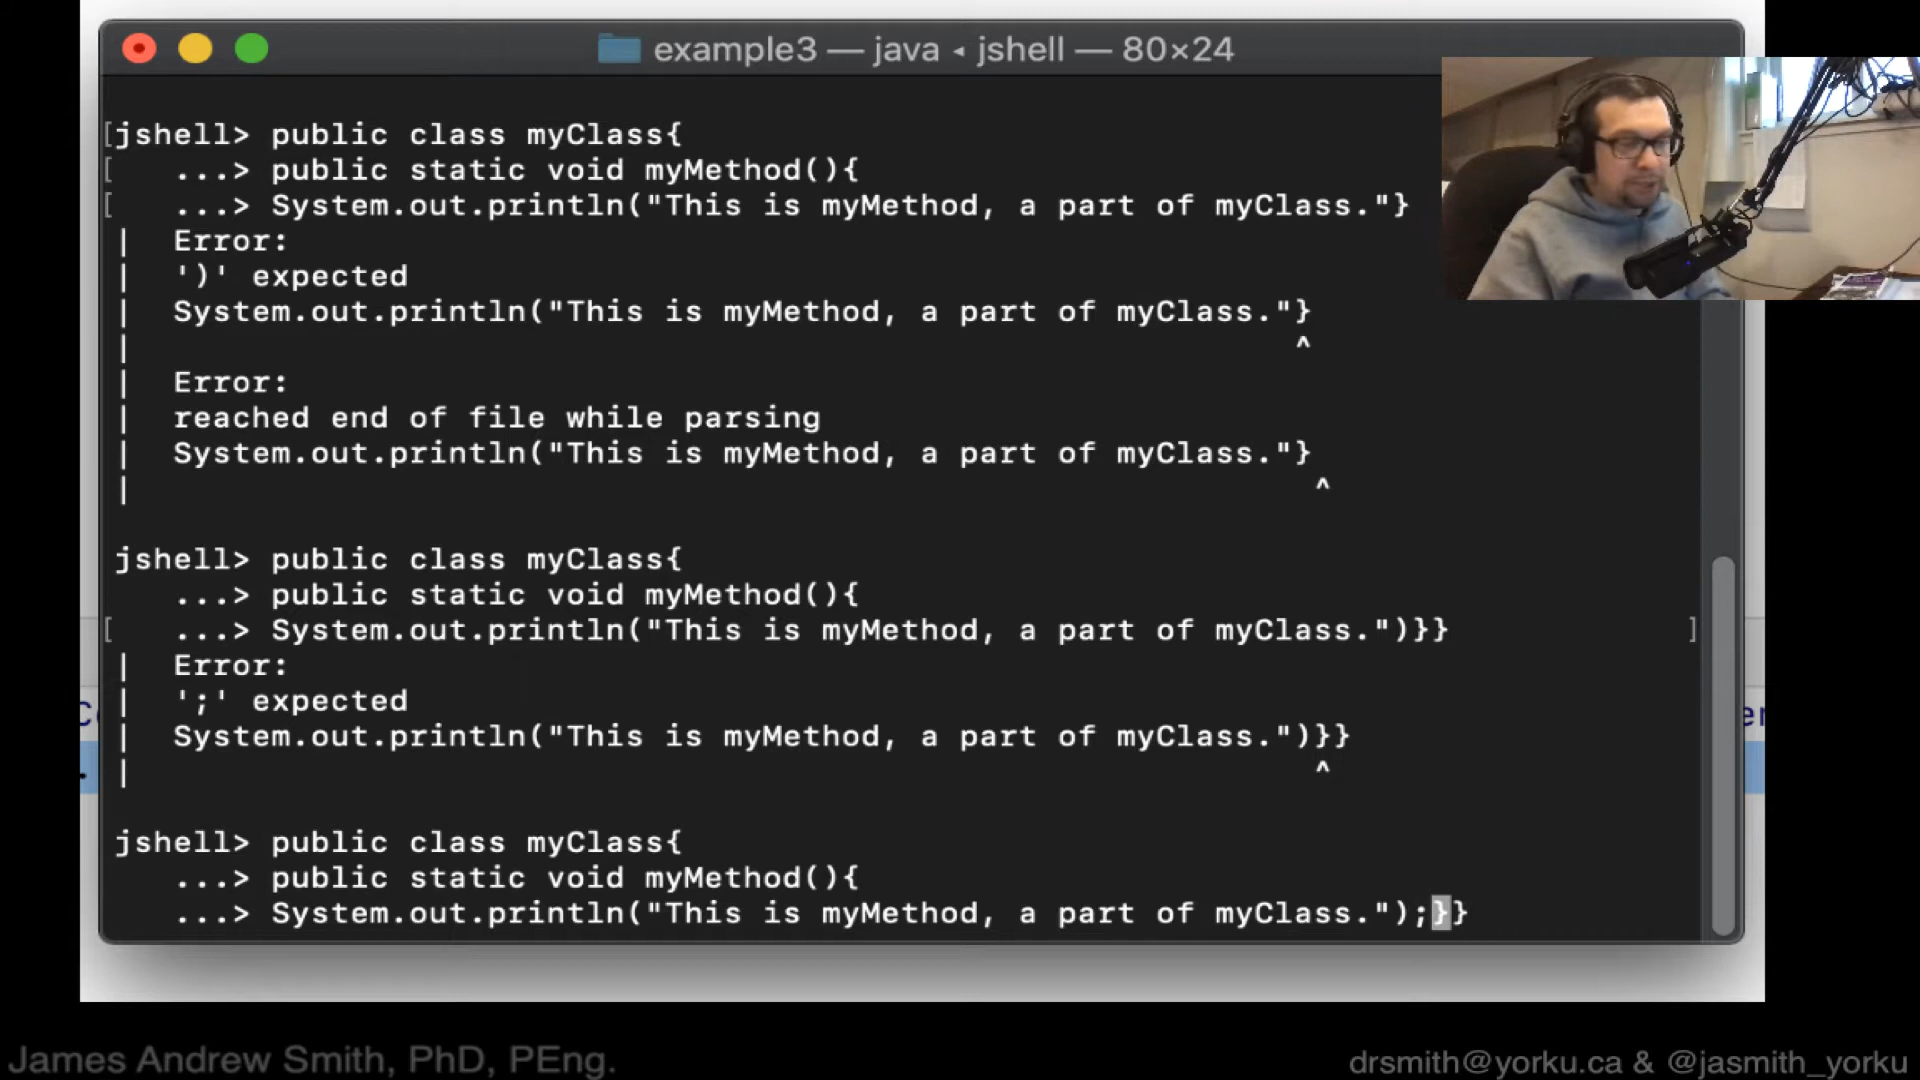 example3 — java ◂ jshell — 80×24
[jshell> public class myClass{
[   ...> public static void myMethod(){
[   ...> System.out.println("This is myMethod, a part of myClass."}
|  Error:
|  ')' expected
|  System.out.println("This is myMethod, a part of myClass."}
|                                                           ^
|  Error:
|  reached end of file while parsing
|  System.out.println("This is myMethod, a part of myClass."}
|                                                            ^
jshell> public class myClass{
   ...> public static void myMethod(){
[   ...> System.out.println("This is myMethod, a part of myClass.")}} ]
|  Error:
|  ';' expected
|  System.out.println("This is myMethod, a part of myClass.")}}
|                                                            ^
jshell> public class myClass{
   ...> public static void myMethod(){
   ...> System.out.println("This is myMethod, a part of myClass.");}}
James Andrew Smith, PhD, PEng.
drsmith@yorku.ca & @jasmith_yorku